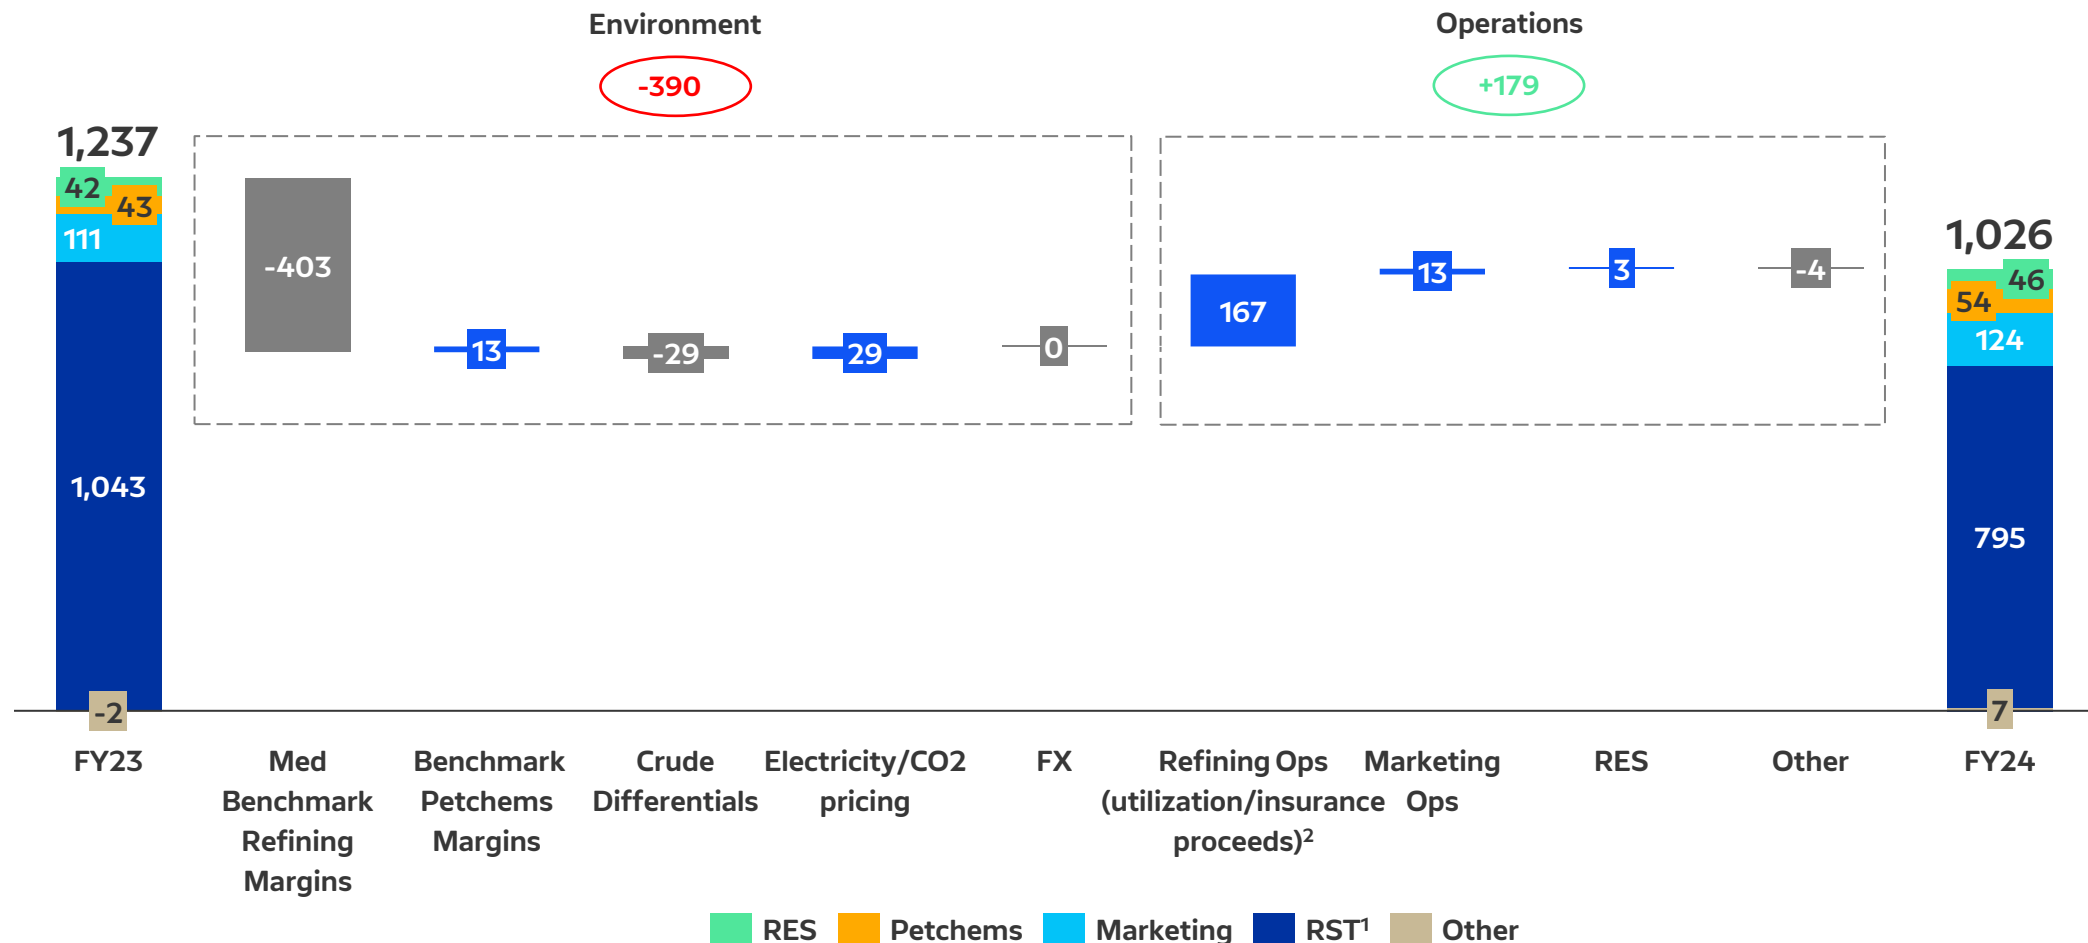 Environment
Operations
-390
+179
1,237
42
43
111
1,043
-2
-403
13
-29
29
0
167
13
3
-4
1,026
46
54
124
795
7
FY23
Med
Benchmark
Refining
Margins
Benchmark
Petchems
Margins
Crude
Differentials
Electricity/CO2
pricing
FX
Refining Ops
(utilization/insurance
proceeds)²
Marketing
Ops
RES
Other
FY24
RES
Petchems
Marketing
RST¹
Other